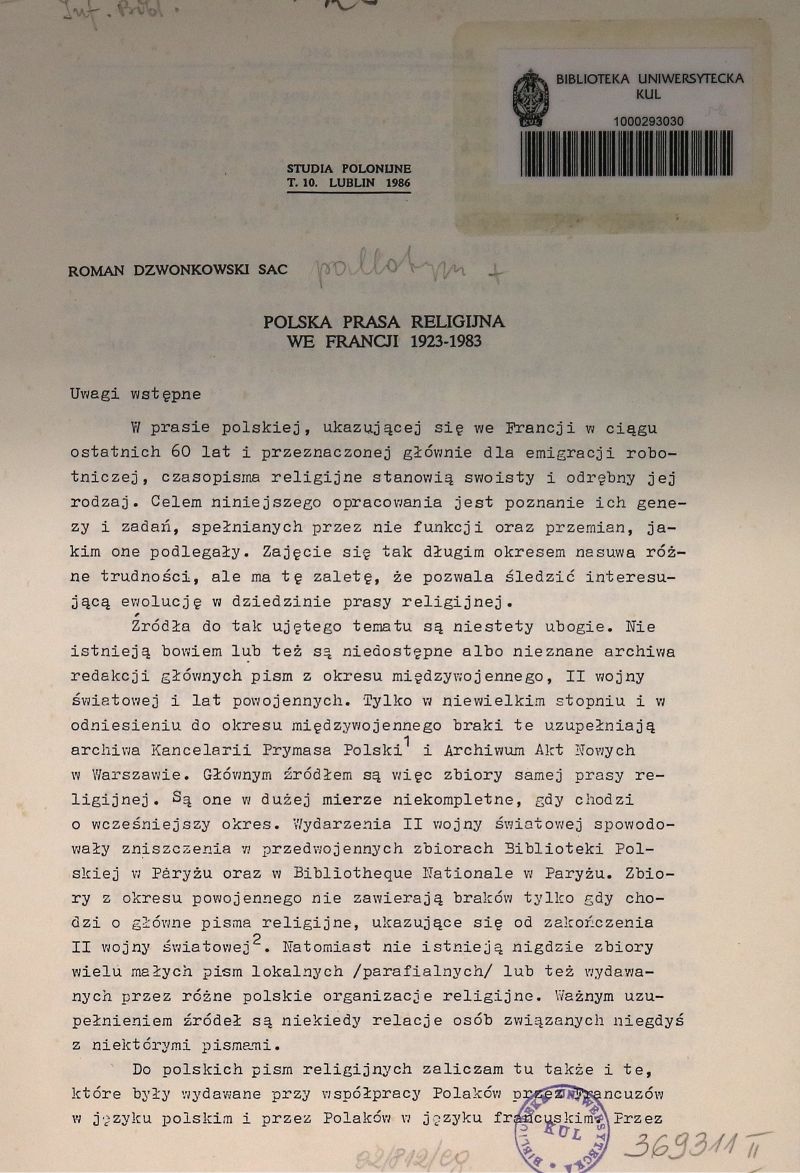 Inf. Bibl.
BIBLIOTEKA UNIWERSYTECKA
KUL
1000293030
STUDIA POLONIJNE
T. 10. LUBLIN 1986
ROMAN DZWONKOWSKI SAC pallotyn +
POLSKA PRASA RELIGIJNA
WE FRANCJI 1923-1983
Uwagi wstępne
W prasie polskiej, ukazującej się we Francji w ciągu
ostatnich 60 lat i przeznaczonej głównie dla emigracji robo-
tniczej, czasopisma religijne stanowią swoisty i odrębny jej
rodzaj. Celem niniejszego opracowania jest poznanie ich gene-
zy i zadań, spełnianych przez nie funkcji oraz przemian, ja-
kim one podlegały. Zajęcie się tak długim okresem nasuwa róż-
ne trudności, ale ma tę zaletę, że pozwala śledzić interesu-
jącą ewolucję w dziedzinie prasy religijnej.
Źródła do tak ujętego tematu są niestety ubogie. Nie
istnieją bowiem lub też są niedostępne albo nieznane archiwa
redakcji głównych pism z okresu międzywojennego, II wojny
światowej i lat powojennych. Tylko w niewielkim stopniu i w
odniesieniu do okresu międzywojennego braki te uzupełniają
archiwa Kancelarii Prymasa Polski1 i Archiwum Akt Nowych
w Warszawie. Głównym źródłem są więc zbiory samej prasy re-
ligijnej. Są one w dużej mierze niekompletne, gdy chodzi
o wcześniejszy okres. Wydarzenia II wojny światowej spowodo-
wały zniszczenia w przedwojennych zbiorach Biblioteki Pol-
skiej w Paryżu oraz w Bibliotheque Nationale w Paryżu. Zbio-
ry z okresu powojennego nie zawierają braków tylko gdy cho-
dzi o główne pisma religijne, ukazujące się od zakończenia
II wojny światowej2. Natomiast nie istnieją nigdzie zbiory
wielu małych pism lokalnych /parafialnych/ lub też wydawa-
nych przez różne polskie organizacje religijne. Ważnym uzu-
pełnieniem źródeł są niekiedy relacje osób związanych niegdyś
z niektórymi pismami.
Do polskich pism religijnych zaliczam tu także i te,
które były wydawane przy współpracy Polaków przez Francuzów
w języku polskim i przez Polaków w języku francuskim. Przez
BIBLIOTEKA UNIWERSYTECKA
KUL
92/812/69
369311 II